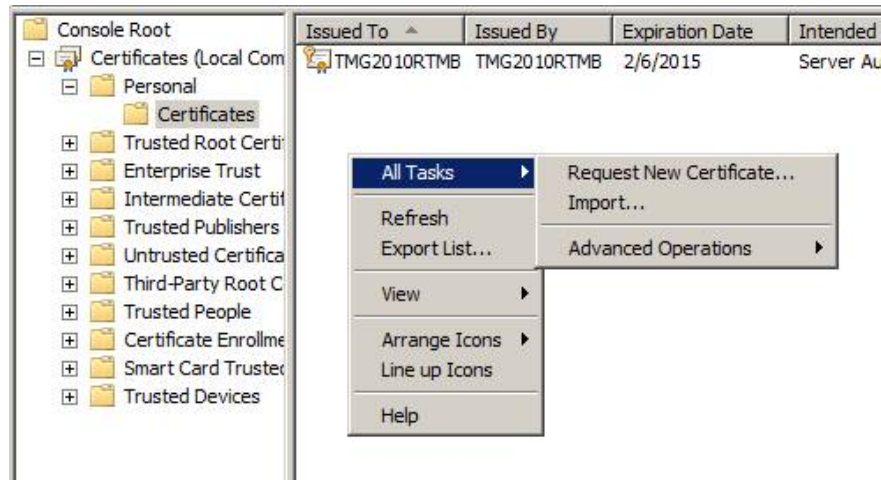 Console Root
Certificates (Local Com
Personal
Certificates
Trusted Root Certi
Enterprise Trust
Intermediate Certif
Trusted Publishers
Untrusted Certifica
Third-Party Root C
Trusted People
Certificate Enrollme
Smart Card Trusted
Trusted Devices
Issued To Issued By Expiration Date Intended
TMG2010RTMB TMG2010RTMB 2/6/2015 Server Au
All Tasks
Refresh
Export List...
View
Arrange Icons
Line up Icons
Help
Request New Certificate...
Import...
Advanced Operations